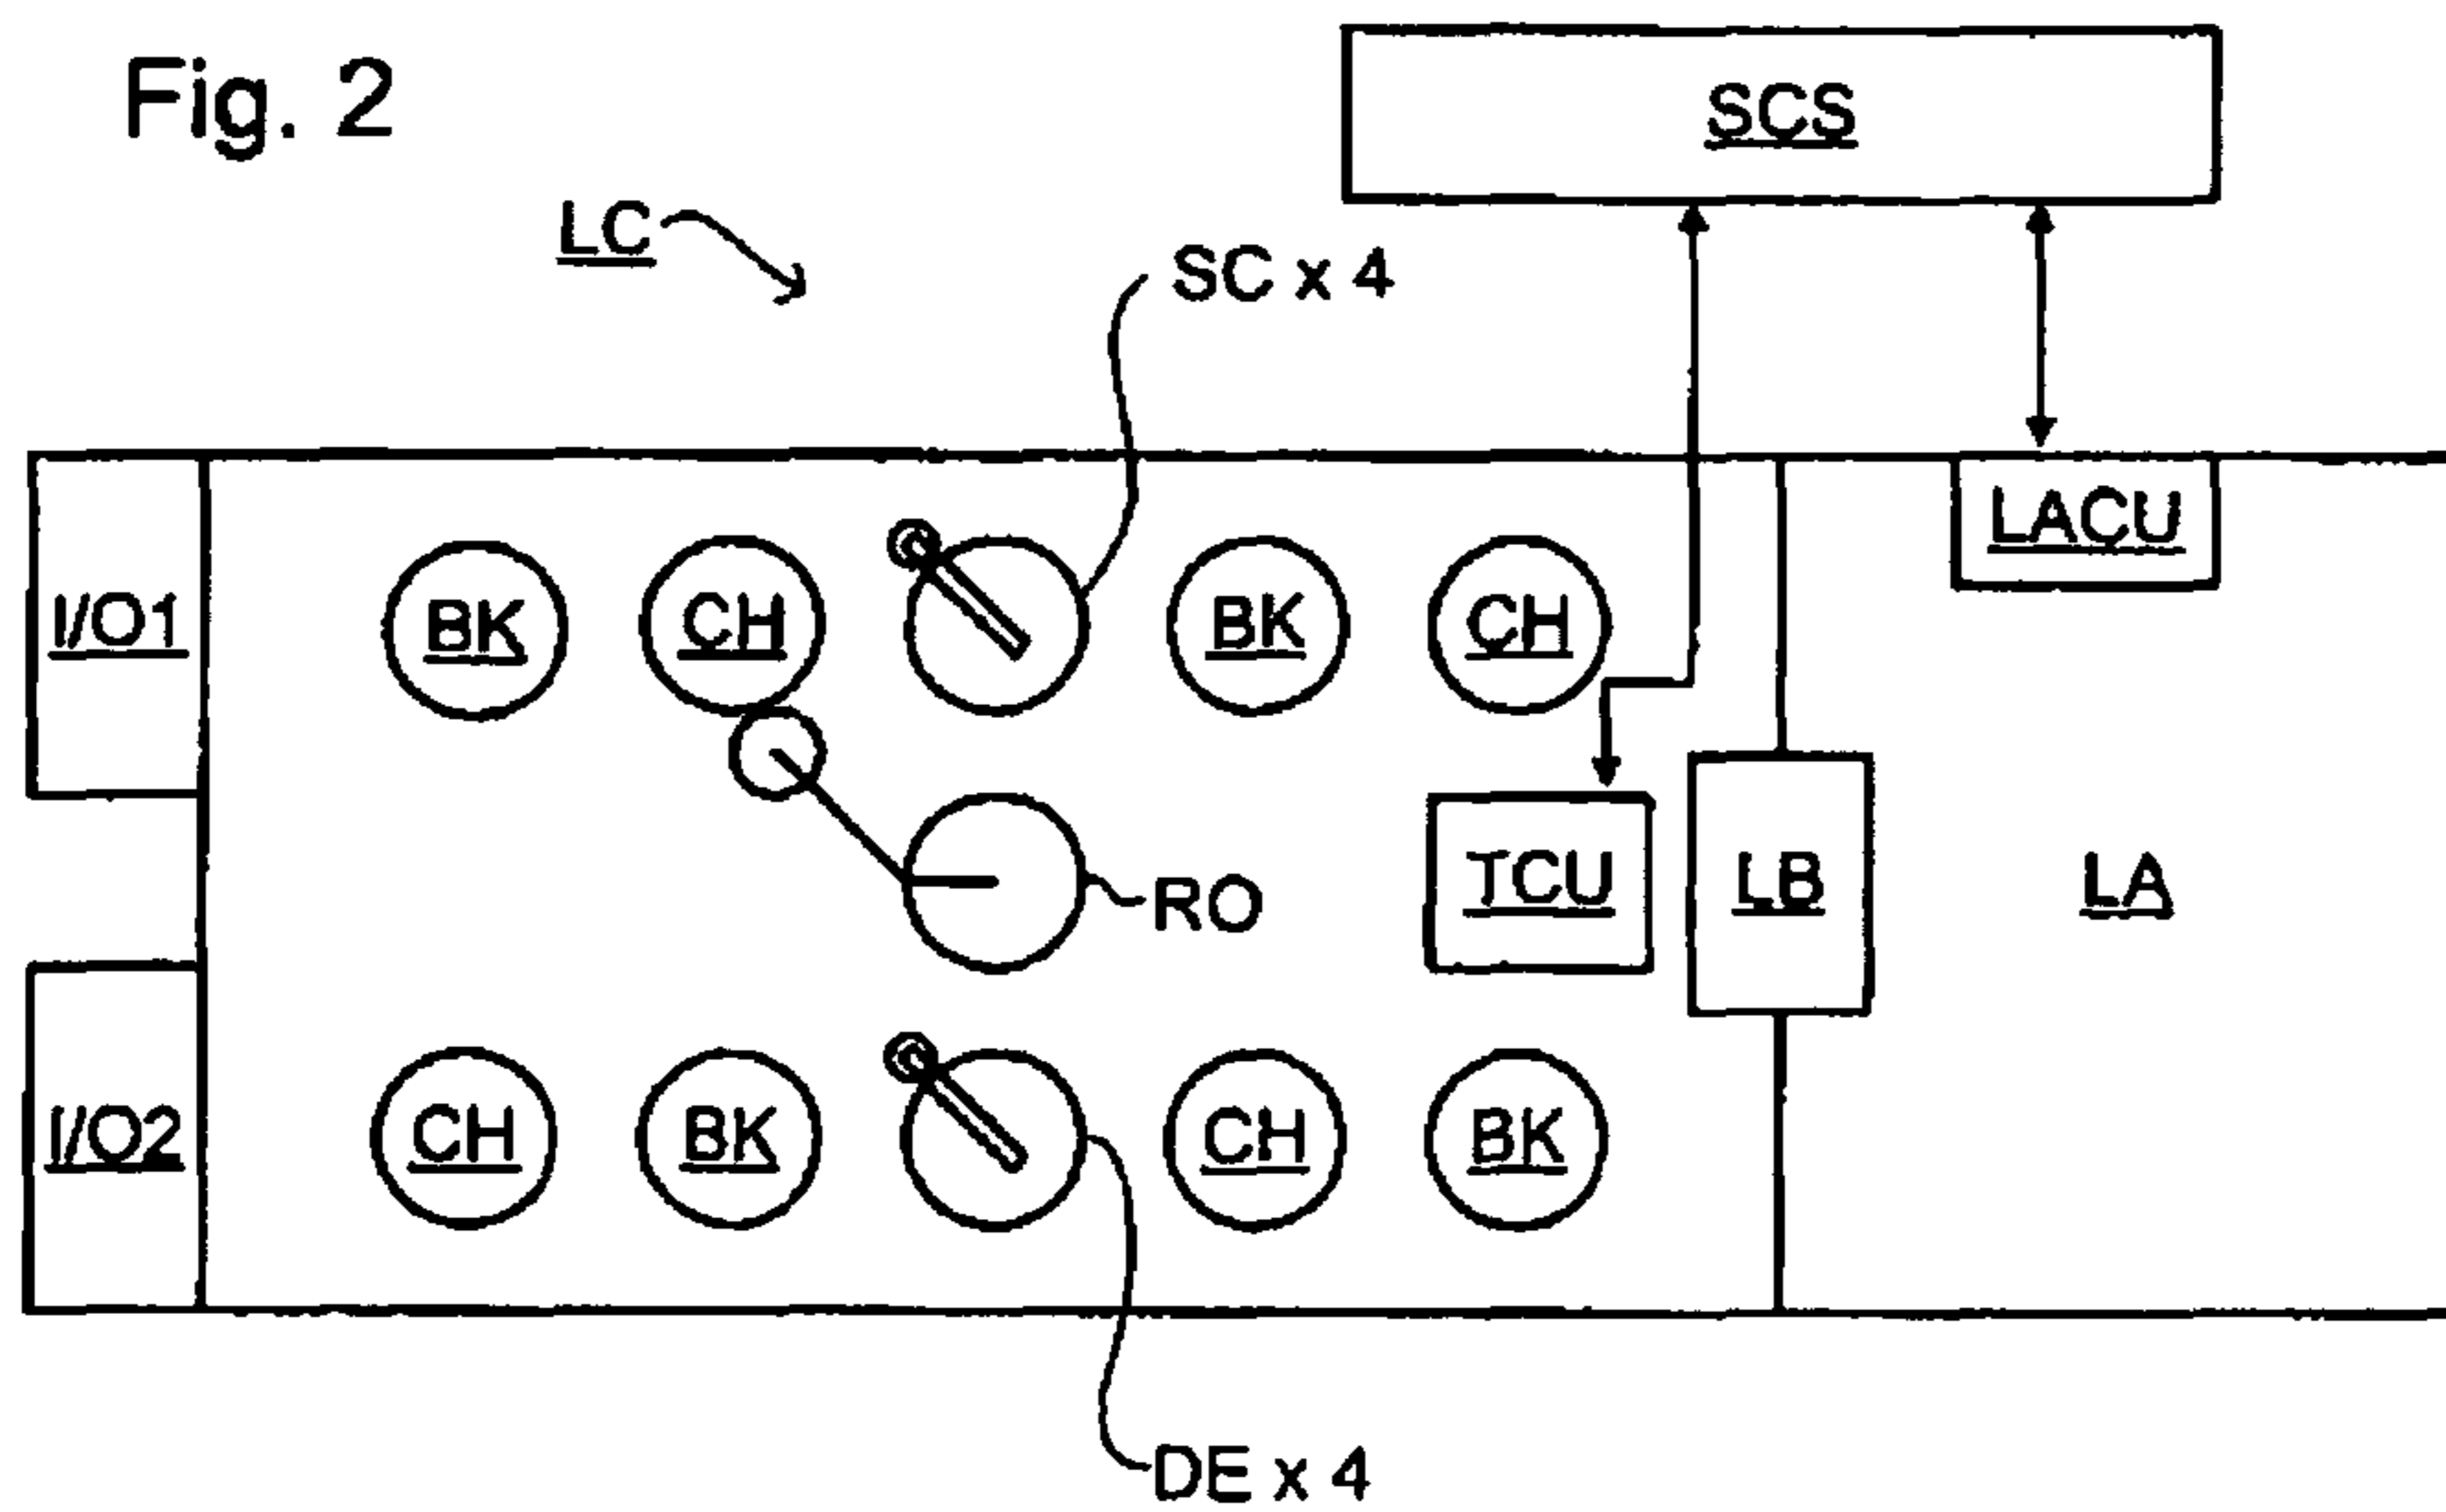 Fig. 2
SCS
LC
SC x 4
LACU
I/O1
BK
CH
BK
CH
TCU
LB
LA
RO
I/O2
CH
BK
CH
BK
DE x 4